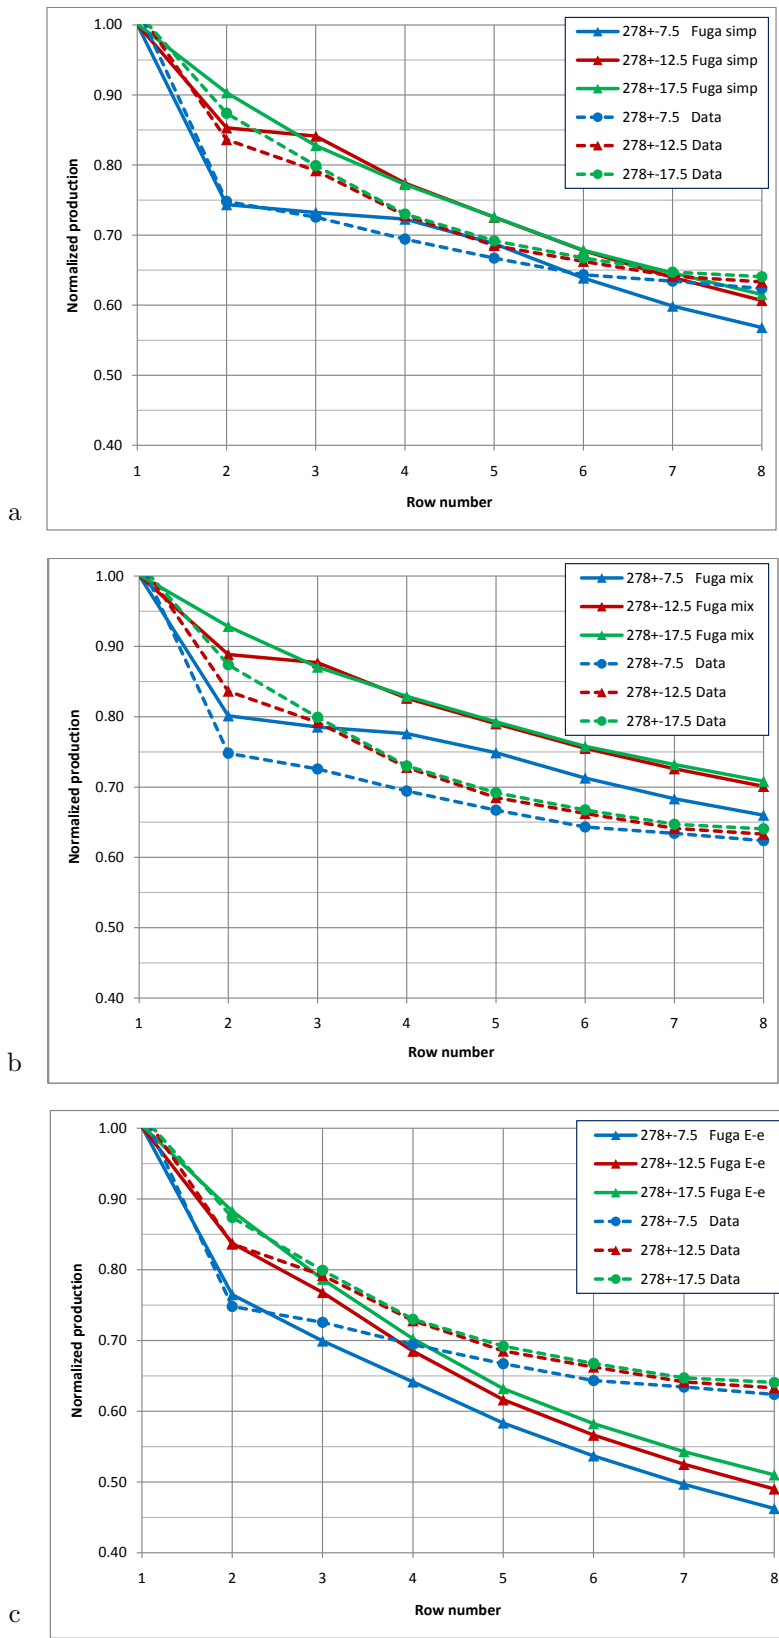 1.00
0.90
0.80
0.70
0.60
0.50
0.40
1 2 3 4 5 6 7 8
Normalized production
Row number
278+-7.5 Fuga simp
278+-12.5 Fuga simp
278+-17.5 Fuga simp
278+-7.5 Data
278+-12.5 Data
278+-17.5 Data
a
1.00
0.90
0.80
0.70
0.60
0.50
0.40
1 2 3 4 5 6 7 8
Normalized production
Row number
278+-7.5 Fuga mix
278+-12.5 Fuga mix
278+-17.5 Fuga mix
278+-7.5 Data
278+-12.5 Data
278+-17.5 Data
b
1.00
0.90
0.80
0.70
0.60
0.50
0.40
1 2 3 4 5 6 7 8
Normalized production
Row number
278+-7.5 Fuga E-e
278+-12.5 Fuga E-e
278+-17.5 Fuga E-e
278+-7.5 Data
278+-12.5 Data
278+-17.5 Data
c